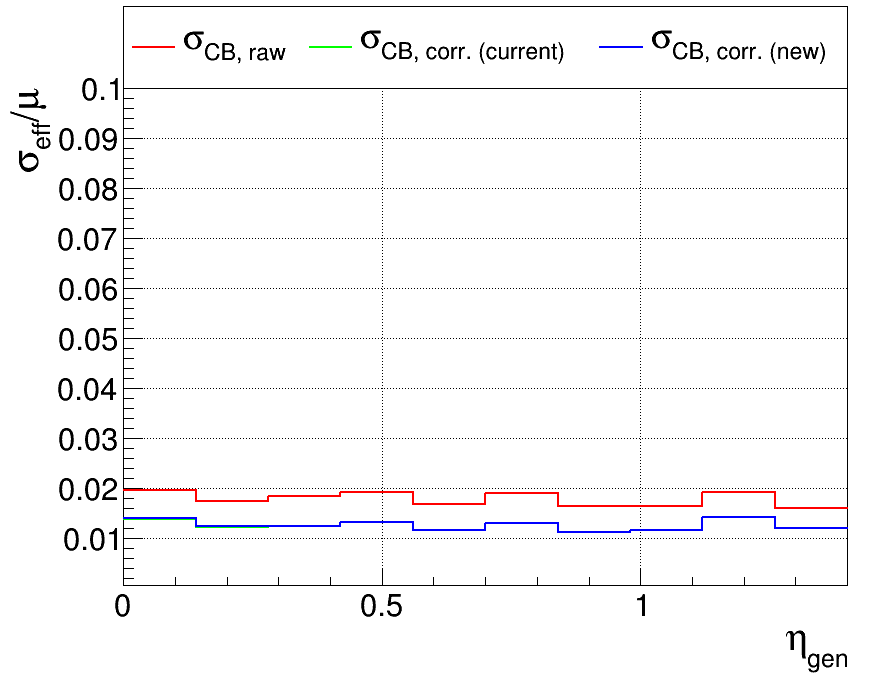 σCB, raw σCB, corr. (current) σCB, corr. (new)
σeff/μ
0.1
0.09
0.08
0.07
0.06
0.05
0.04
0.03
0.02
0.01
0 0.5 1
ηgen